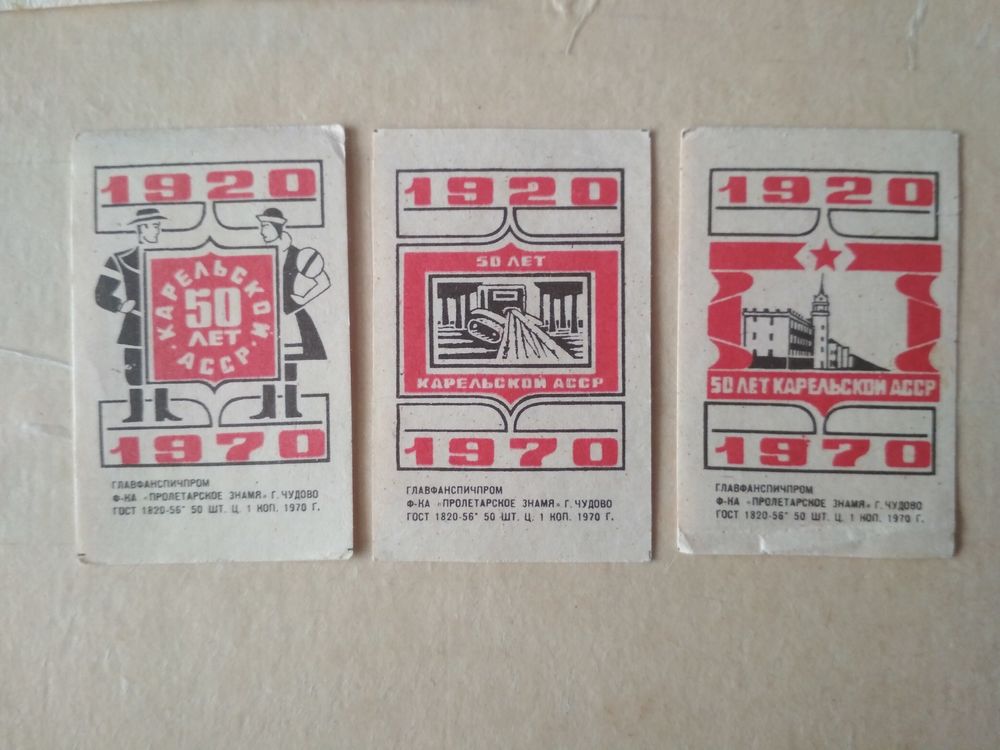 1920
КАРЕЛЬСКОЙ
50
ЛЕТ
АССР
1970
ГЛАВФАНСПИЧПРОМ
Ф-КА «ПРОЛЕТАРСКОЕ ЗНАМЯ» Г. ЧУДОВО
ГОСТ 1820-56* 50 ШТ. Ц. 1 КОП. 1970 Г.
1920
50 ЛЕТ
КАРЕЛЬСКОЙ АССР
1970
ГЛАВФАНСПИЧПРОМ
Ф-КА «ПРОЛЕТАРСКОЕ ЗНАМЯ» Г. ЧУДОВО
ГОСТ 1820-56* 50 ШТ. Ц. 1 КОП. 1970 Г.
1920
50 ЛЕТ КАРЕЛЬСКОЙ АССР
1970
ГЛАВФАНСПИЧПРОМ
Ф-КА «ПРОЛЕТАРСКОЕ ЗНАМЯ» Г. ЧУДОВО
ГОСТ 1820-56* 50 ШТ. Ц. 1 КОП. 1970 Г.